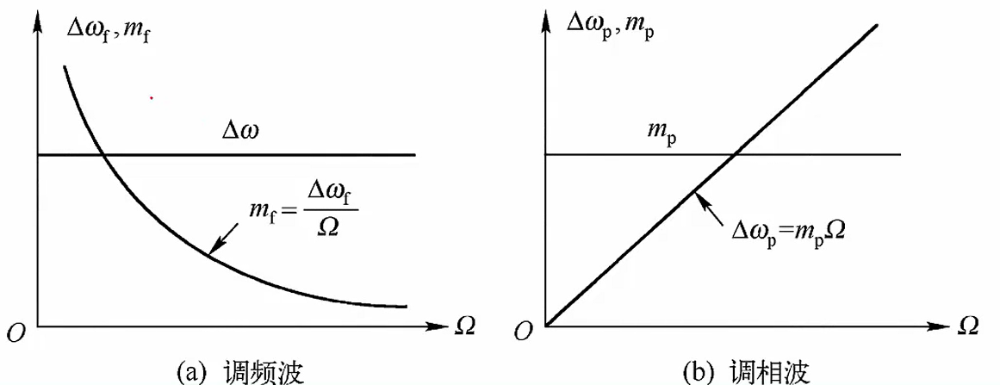 Δω_f, m_f
Δω
m_f = Δω_f / Ω
O
Ω
(a) 调频波
Δω_p, m_p
m_p
Δω_p=m_pΩ
O
Ω
(b) 调相波